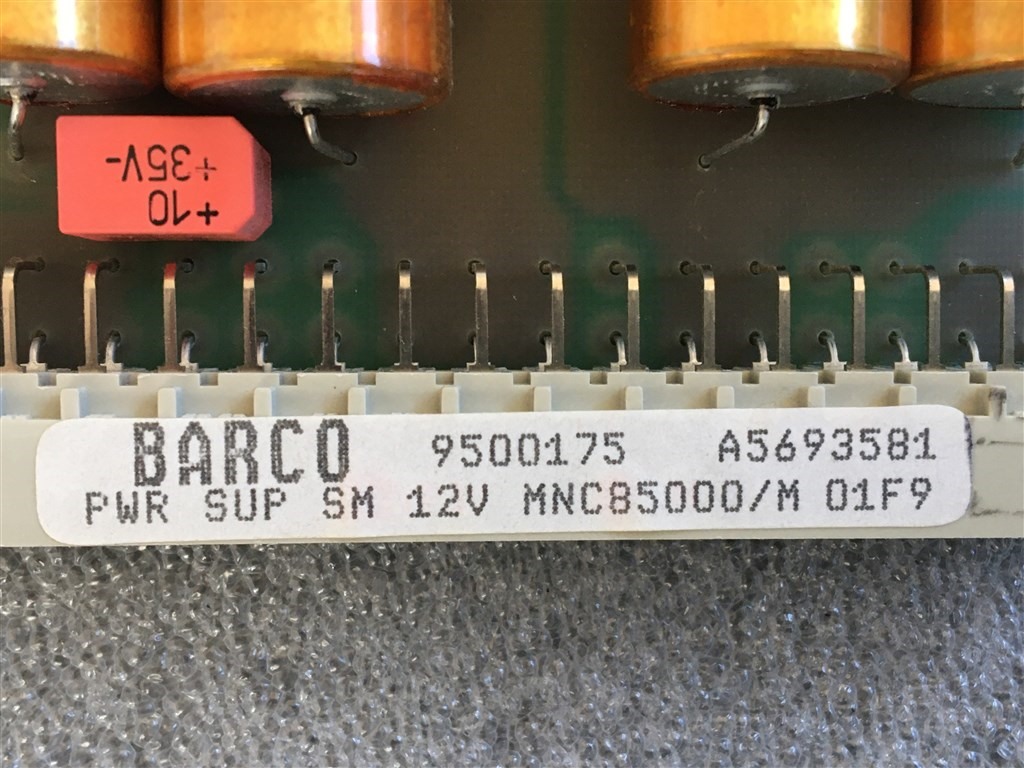 +10
+35V-
BARCO 9500175 A5693581
PWR SUP SM 12V MNC85000/M 01F9